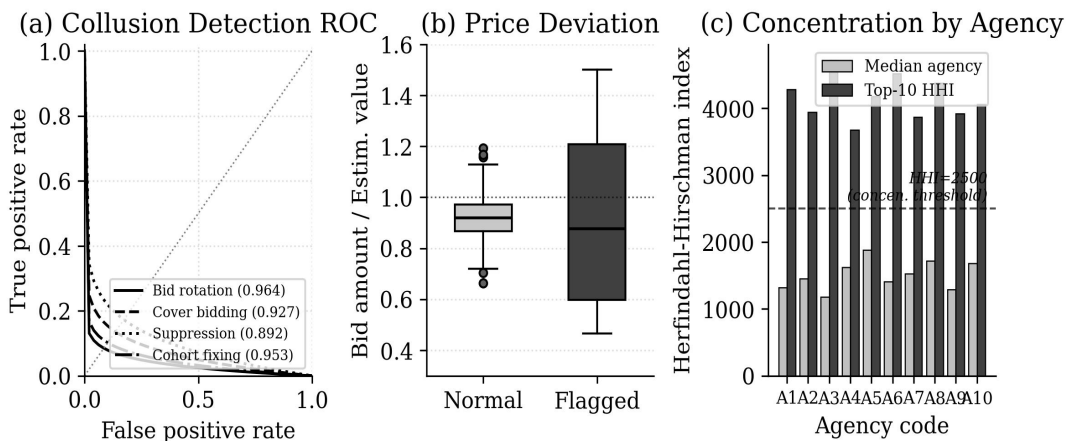 (a) Collusion Detection ROC
True positive rate
1.0
0.8
0.6
0.4
0.2
0.0
Bid rotation (0.964)
Cover bidding (0.927)
Suppression (0.892)
Cohort fixing (0.953)
0.0 0.5 1.0
False positive rate
(b) Price Deviation
Bid amount / Estim. value
1.6
1.4
1.2
1.0
0.8
0.6
0.4
Normal Flagged
(c) Concentration by Agency
Herfindahl-Hirschman index
Median agency
Top-10 HHI
4000
3000
2000
1000
0
HHI=2500
(concen. threshold)
A1 A2 A3 A4 A5 A6 A7 A8 A9 A10
Agency code